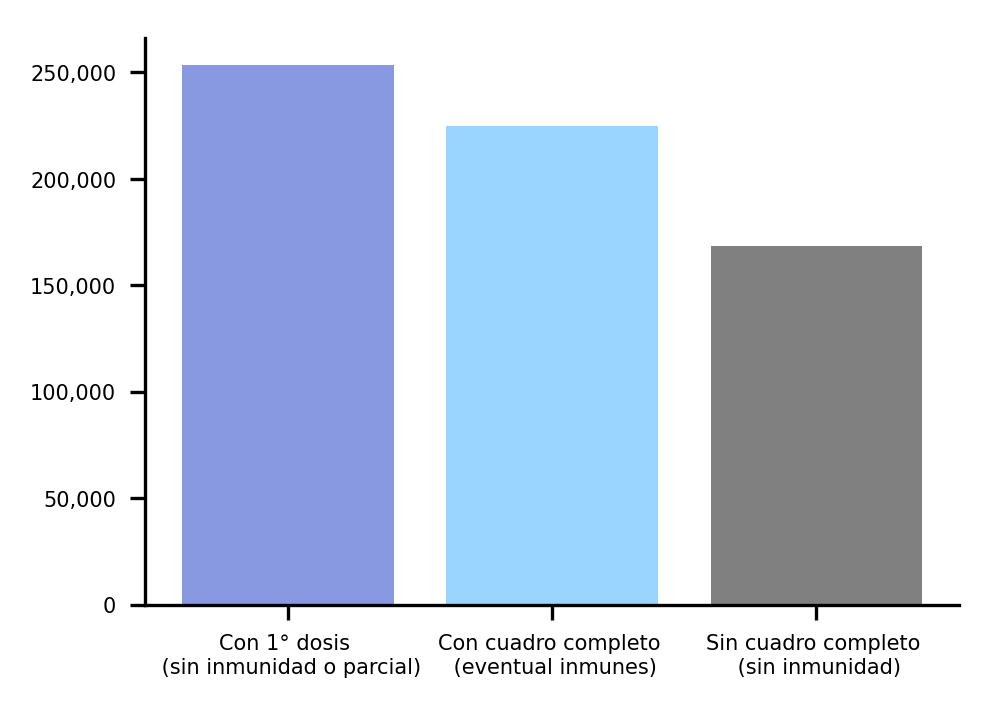 250,000
200,000
150,000
100,000
50,000
0
Con 1° dosis
(sin inmunidad o parcial)
Con cuadro completo
(eventual inmunes)
Sin cuadro completo
(sin inmunidad)